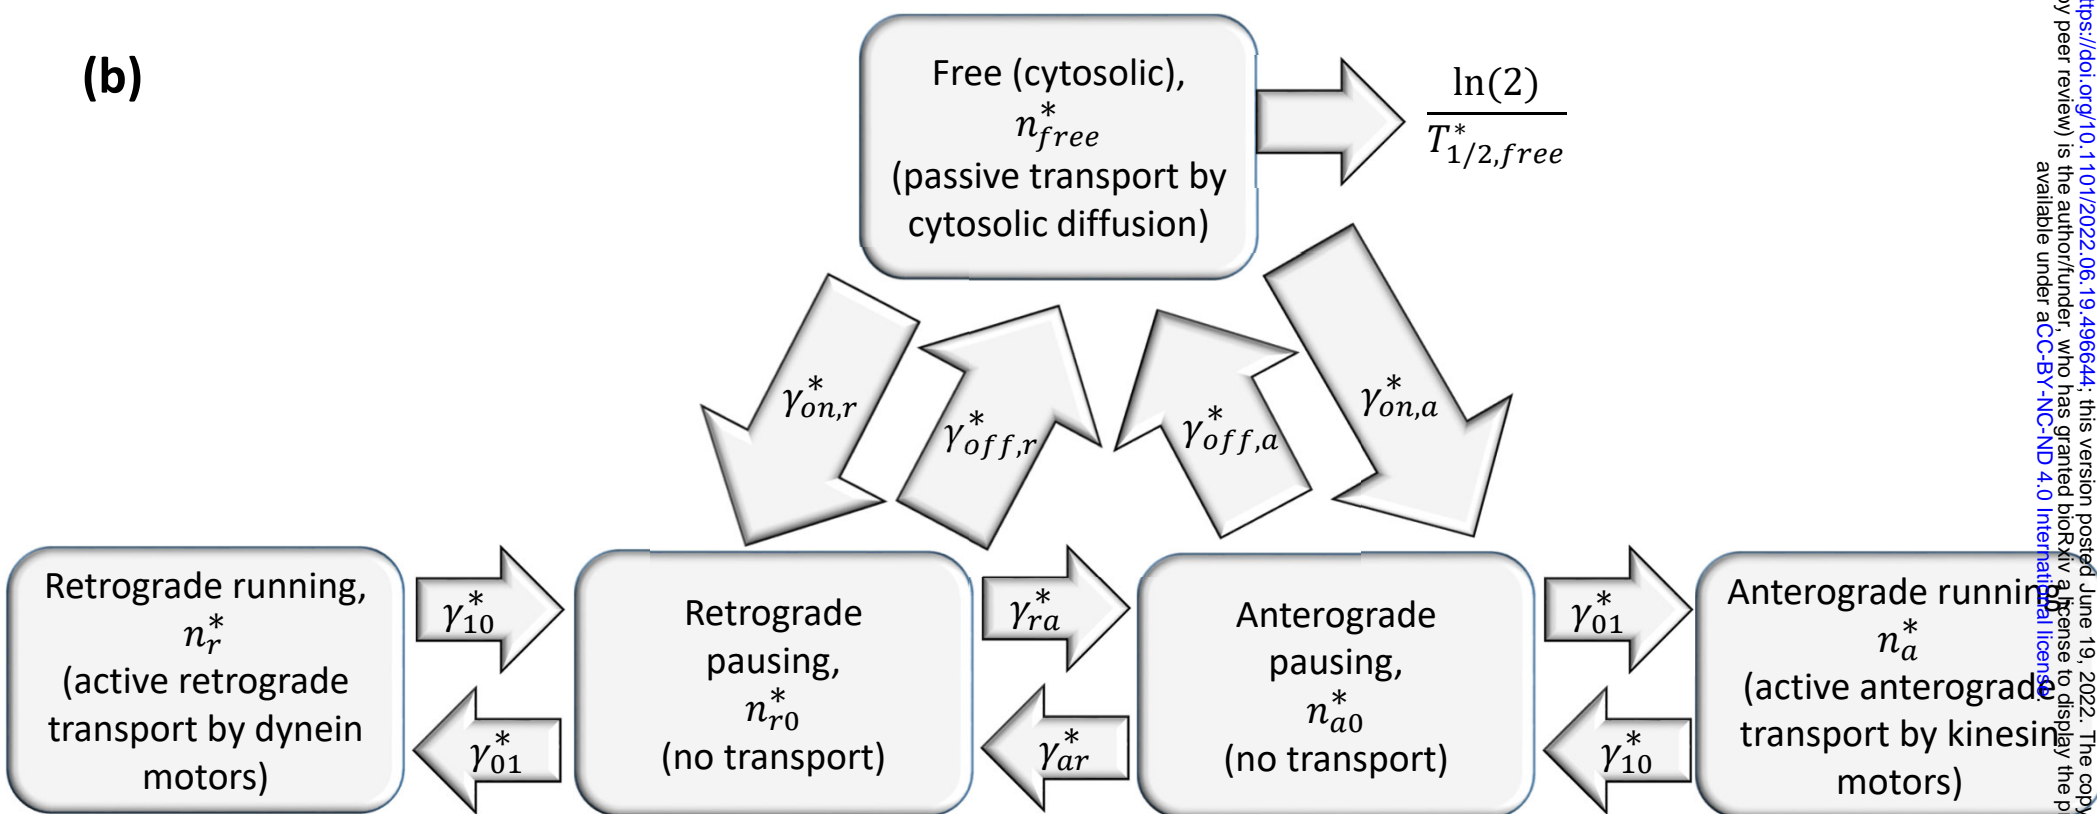 (b)
Free (cytosolic),
n*_{free}
(passive transport by
cytosolic diffusion)
ln(2)
T*_{1/2,free}
γ*_{on,r}
γ*_{off,r}
γ*_{off,a}
γ*_{on,a}
Retrograde running,
n*_r
(active retrograde
transport by dynein
motors)
γ*_{10}
γ*_{01}
Retrograde
pausing,
n*_{r0}
(no transport)
γ*_{ra}
γ*_{ar}
Anterograde
pausing,
n*_{a0}
(no transport)
γ*_{01}
γ*_{10}
Anterograde running,
n*_a
(active anterograde
transport by kinesin
motors)
ttps://doi.org/10.1101/2022.06.19.496644; this version posted June 19, 2022. The copy
y peer review) is the author/funder, who has granted bioRxiv a license to display the p
available under aCC-BY-NC-ND 4.0 International license.